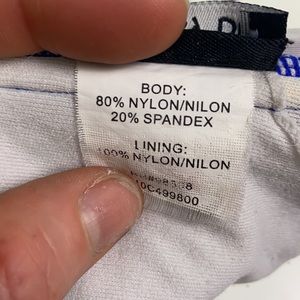 BODY:
80% NYLON/NILON
20% SPANDEX
LINING:
100% NYLON/NILON